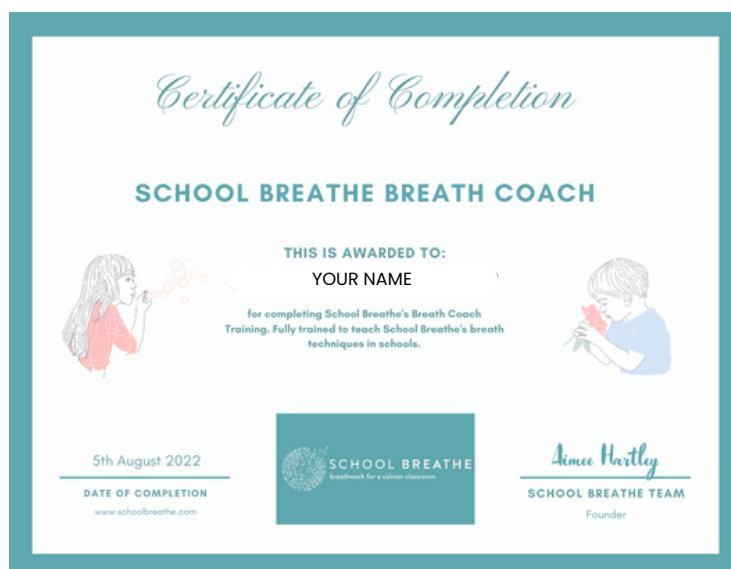 Certificate of Completion
SCHOOL BREATHE BREATH COACH
THIS IS AWARDED TO:
YOUR NAME
for completing School Breathe's Breath Coach
Training. Fully trained to teach School Breathe's breath
techniques in schools.
5th August 2022
DATE OF COMPLETION
www.schoolbreathe.com
SCHOOL BREATHE
breathwork for a calmer classroom
Aimee Hartley
SCHOOL BREATHE TEAM
Founder